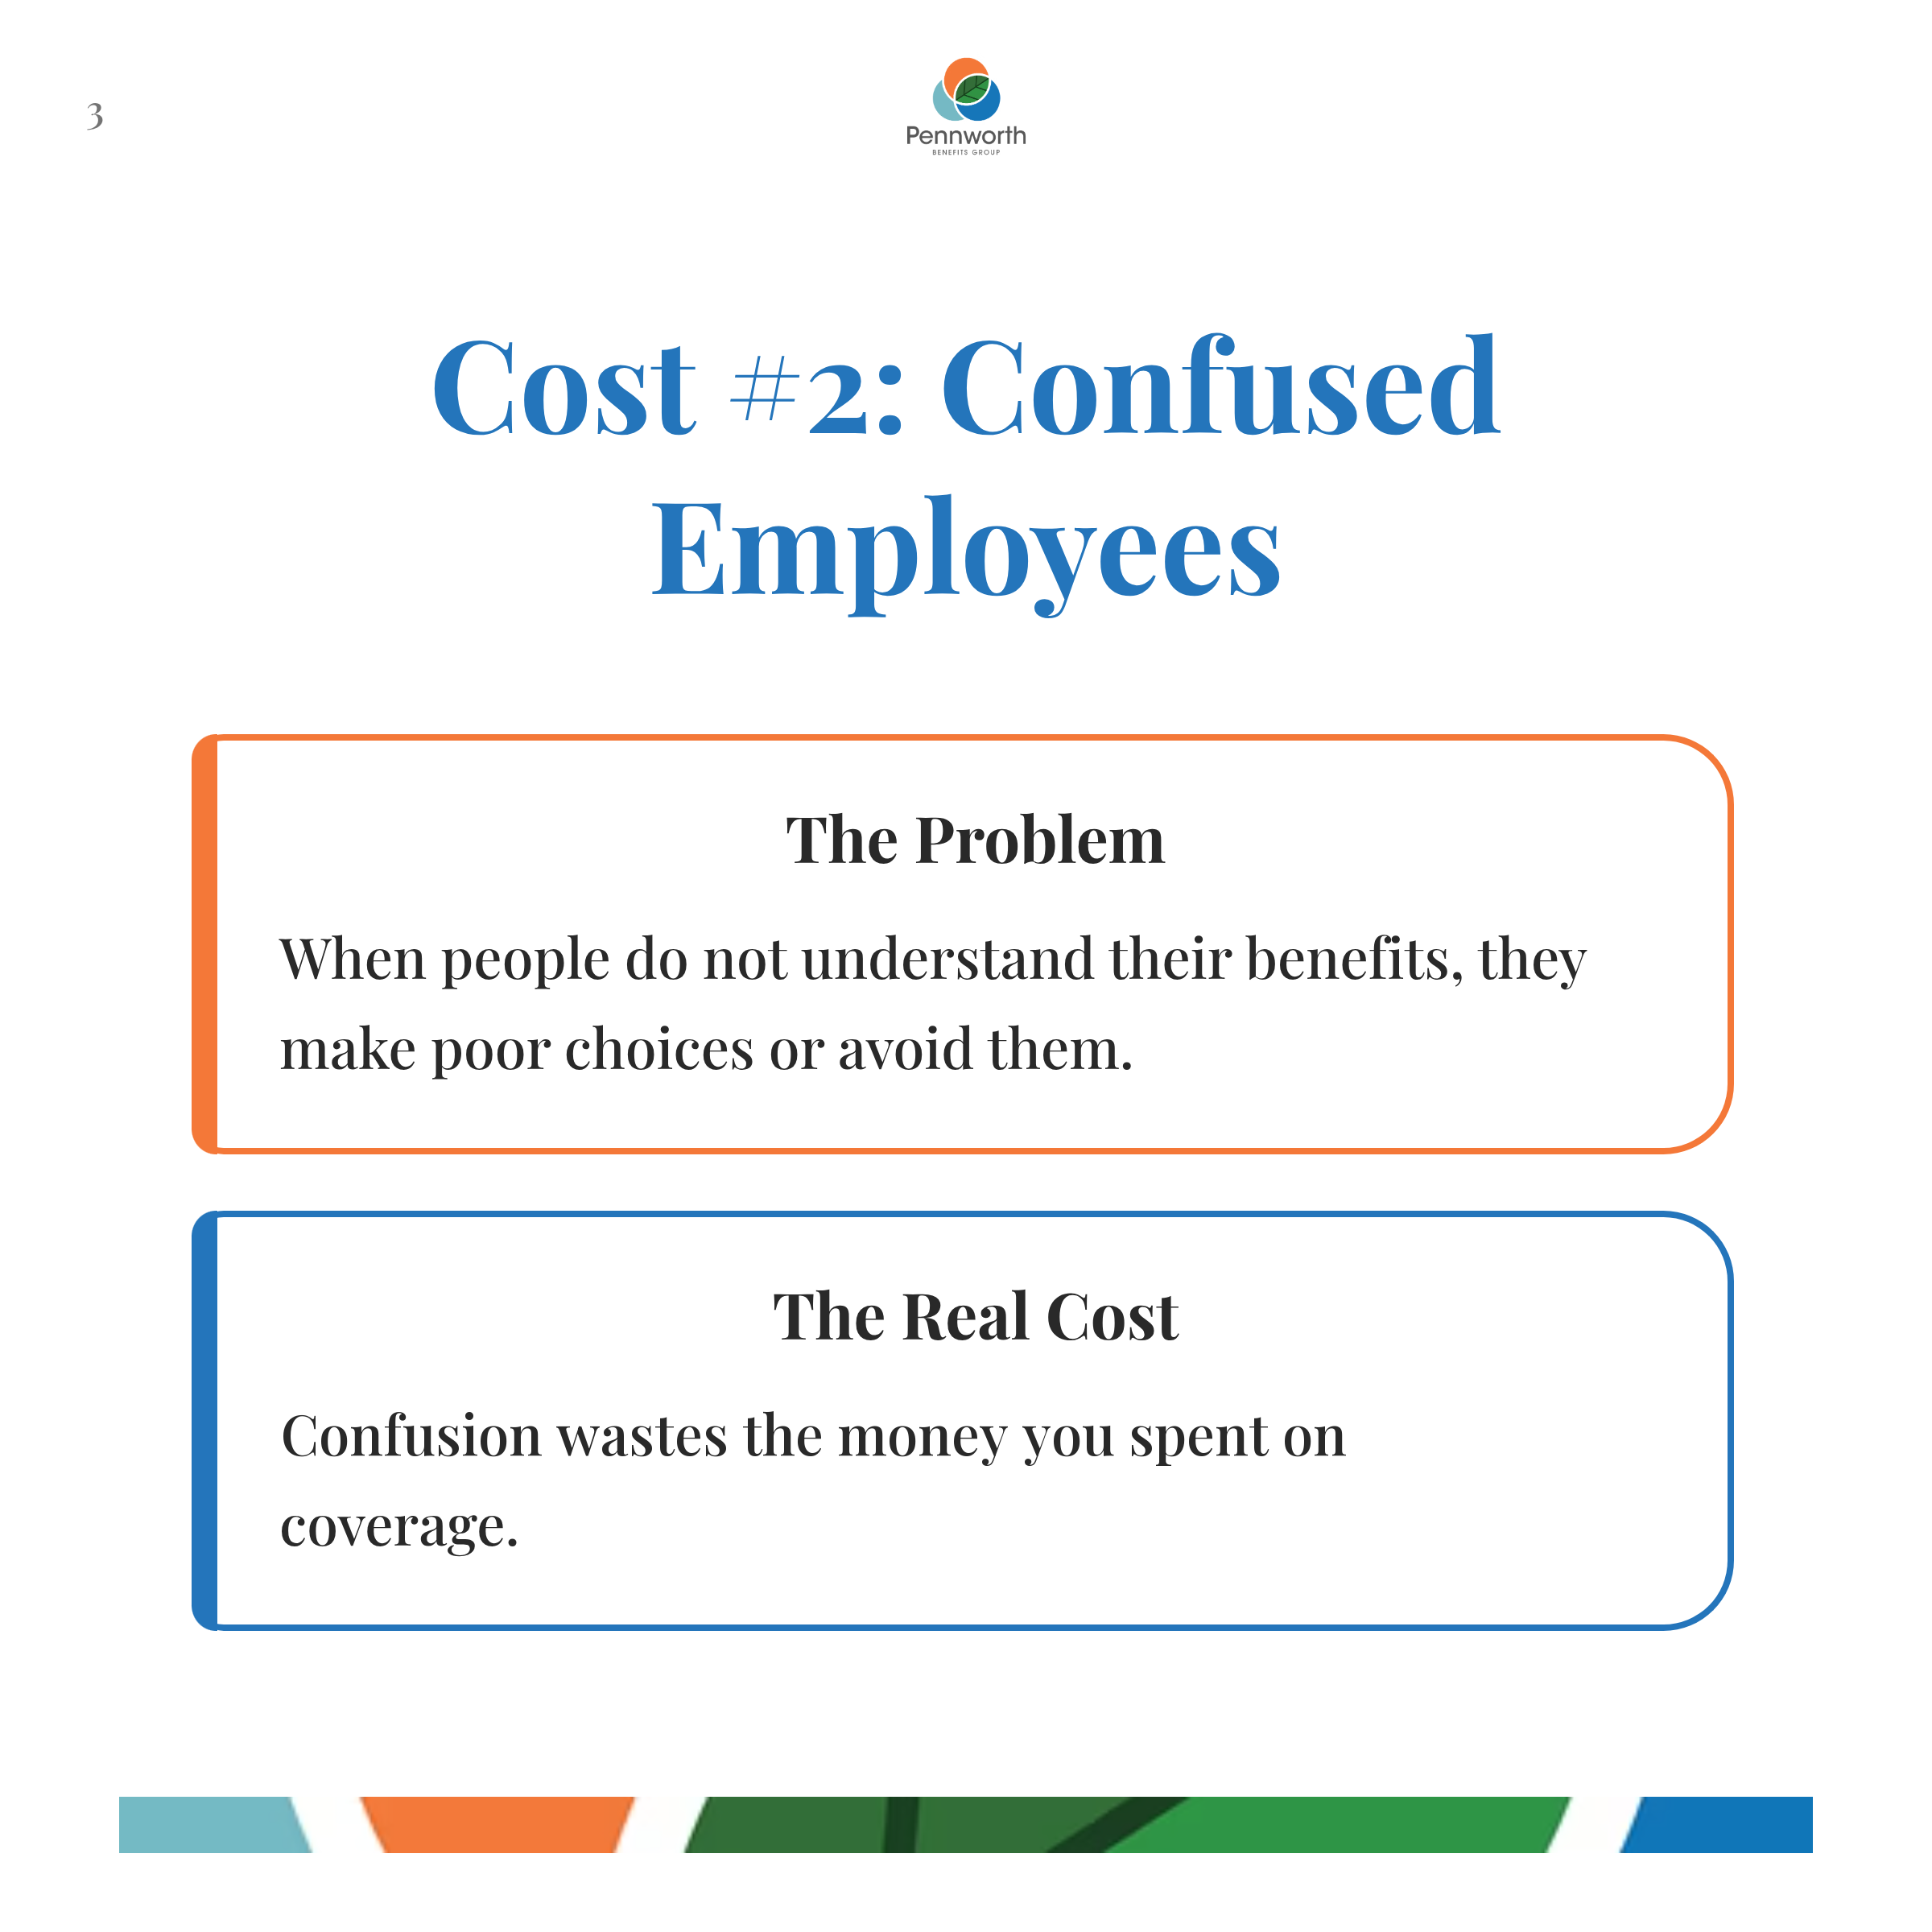 3
Pennworth
BENEFITS GROUP
Cost #2: Confused
Employees
The Problem
When people do not understand their benefits, they
make poor choices or avoid them.
The Real Cost
Confusion wastes the money you spent on
coverage.